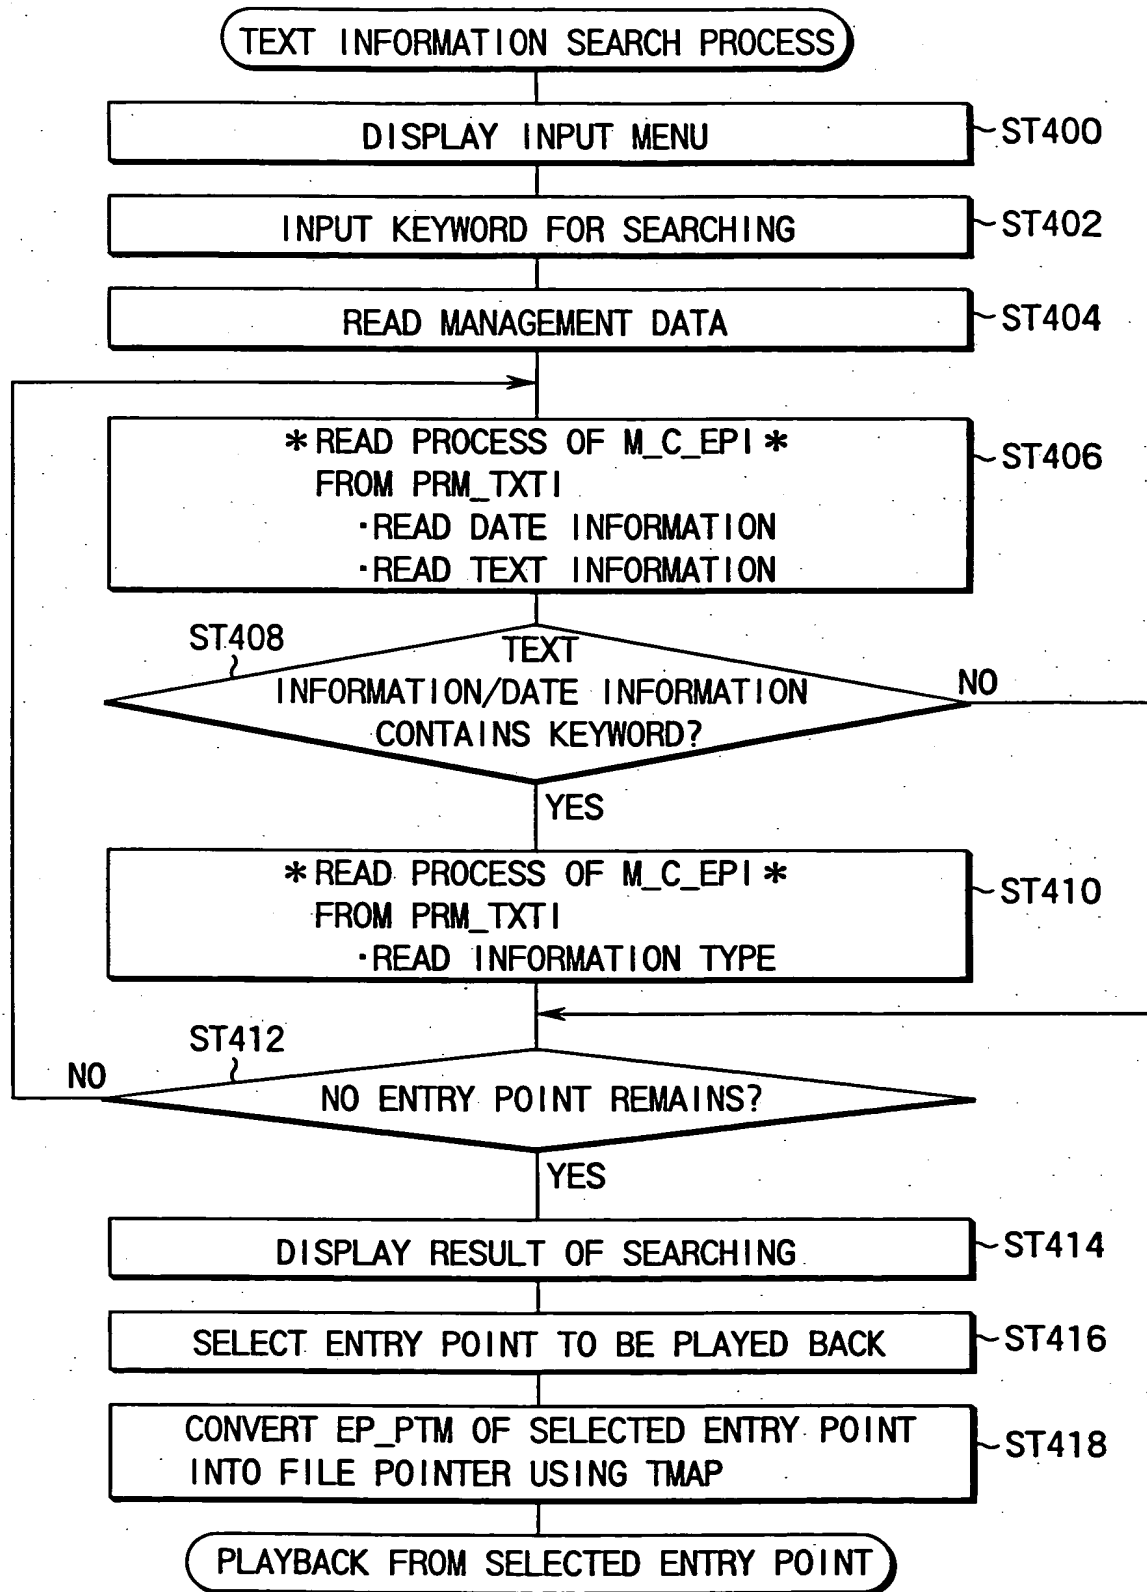 TEXT INFORMATION SEARCH PROCESS
DISPLAY INPUT MENU
ST400
INPUT KEYWORD FOR SEARCHING
ST402
READ MANAGEMENT DATA
ST404
*READ PROCESS OF M_C_EPI*
FROM PRM_TXTI
·READ DATE INFORMATION
·READ TEXT INFORMATION
ST406
ST408
TEXT
INFORMATION/DATE INFORMATION
CONTAINS KEYWORD?
NO
YES
*READ PROCESS OF M_C_EPI*
FROM PRM_TXTI
·READ INFORMATION TYPE
ST410
ST412
NO
NO ENTRY POINT REMAINS?
YES
DISPLAY RESULT OF SEARCHING
ST414
SELECT ENTRY POINT TO BE PLAYED BACK
ST416
CONVERT EP_PTM OF SELECTED ENTRY POINT
INTO FILE POINTER USING TMAP
ST418
PLAYBACK FROM SELECTED ENTRY POINT